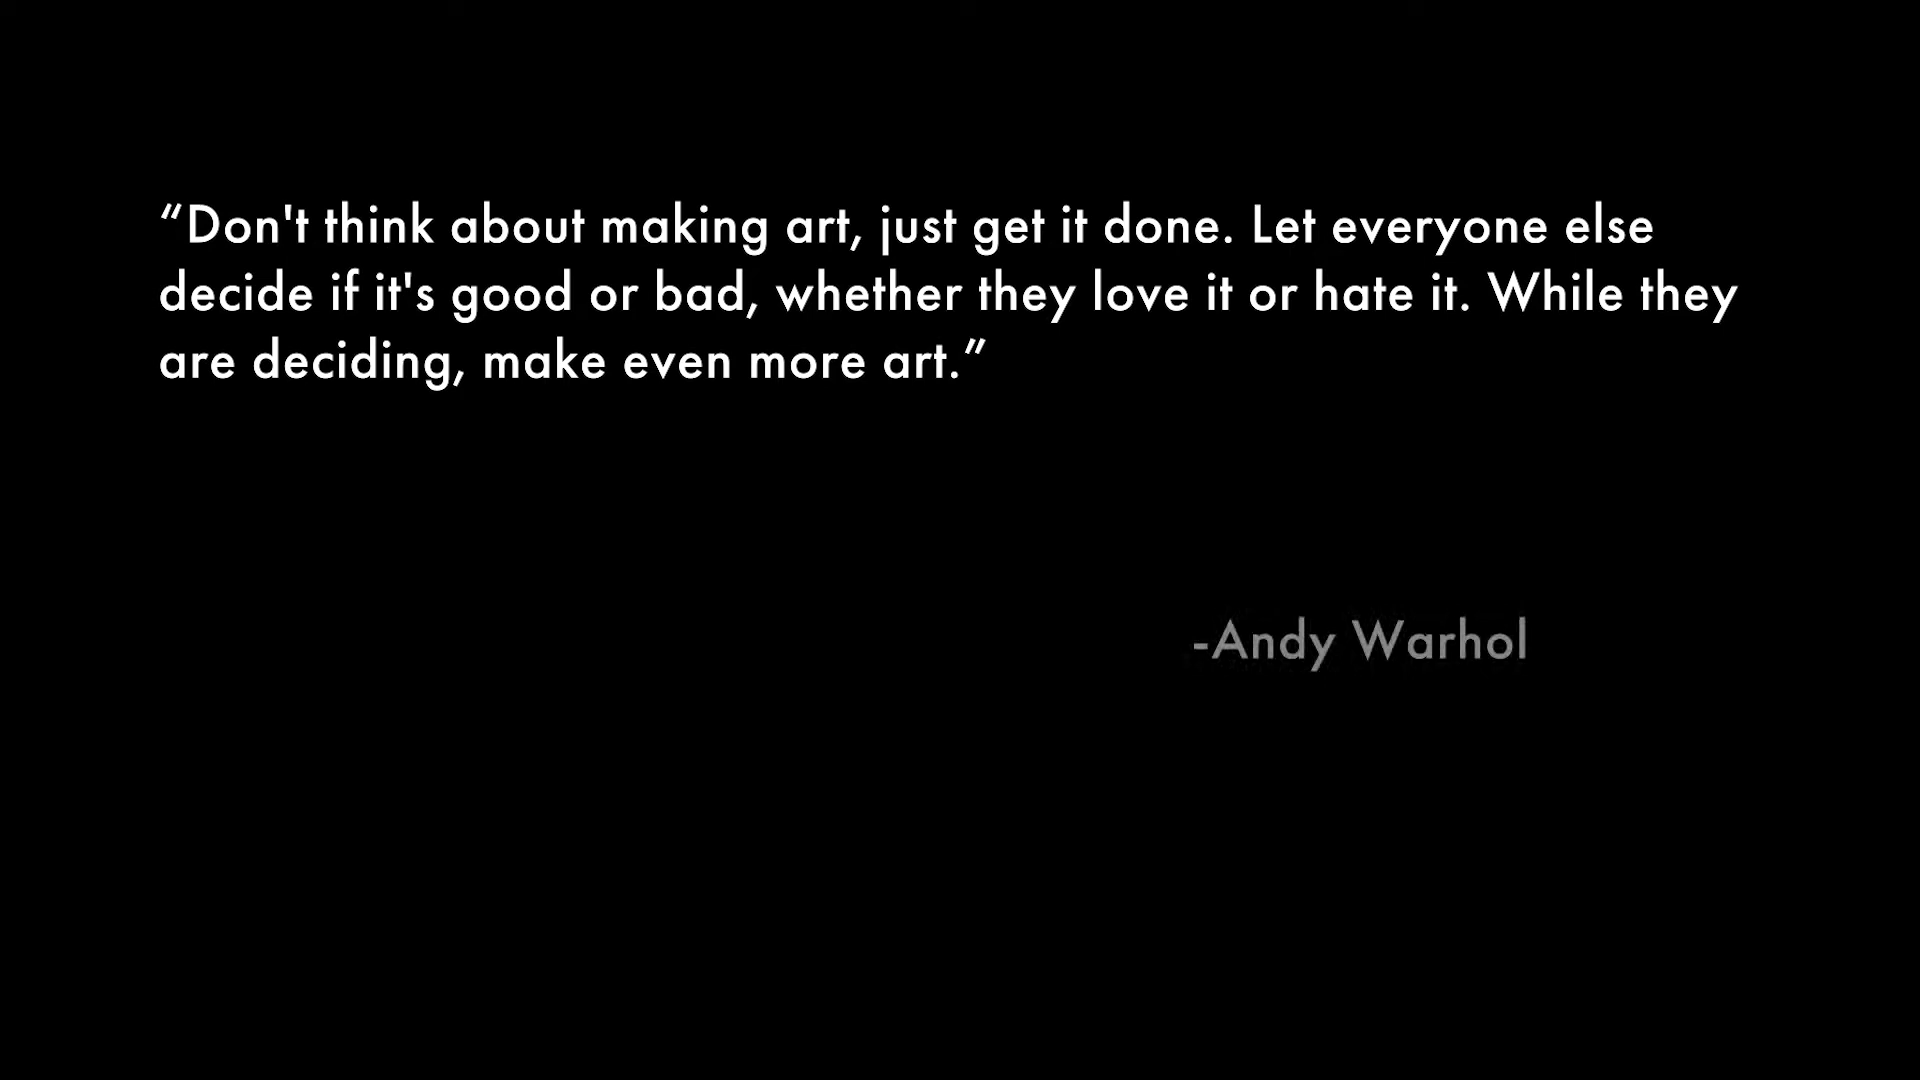 “Don't think about making art, just get it done. Let everyone else
decide if it's good or bad, whether they love it or hate it. While they
are deciding, make even more art.”
-Andy Warhol